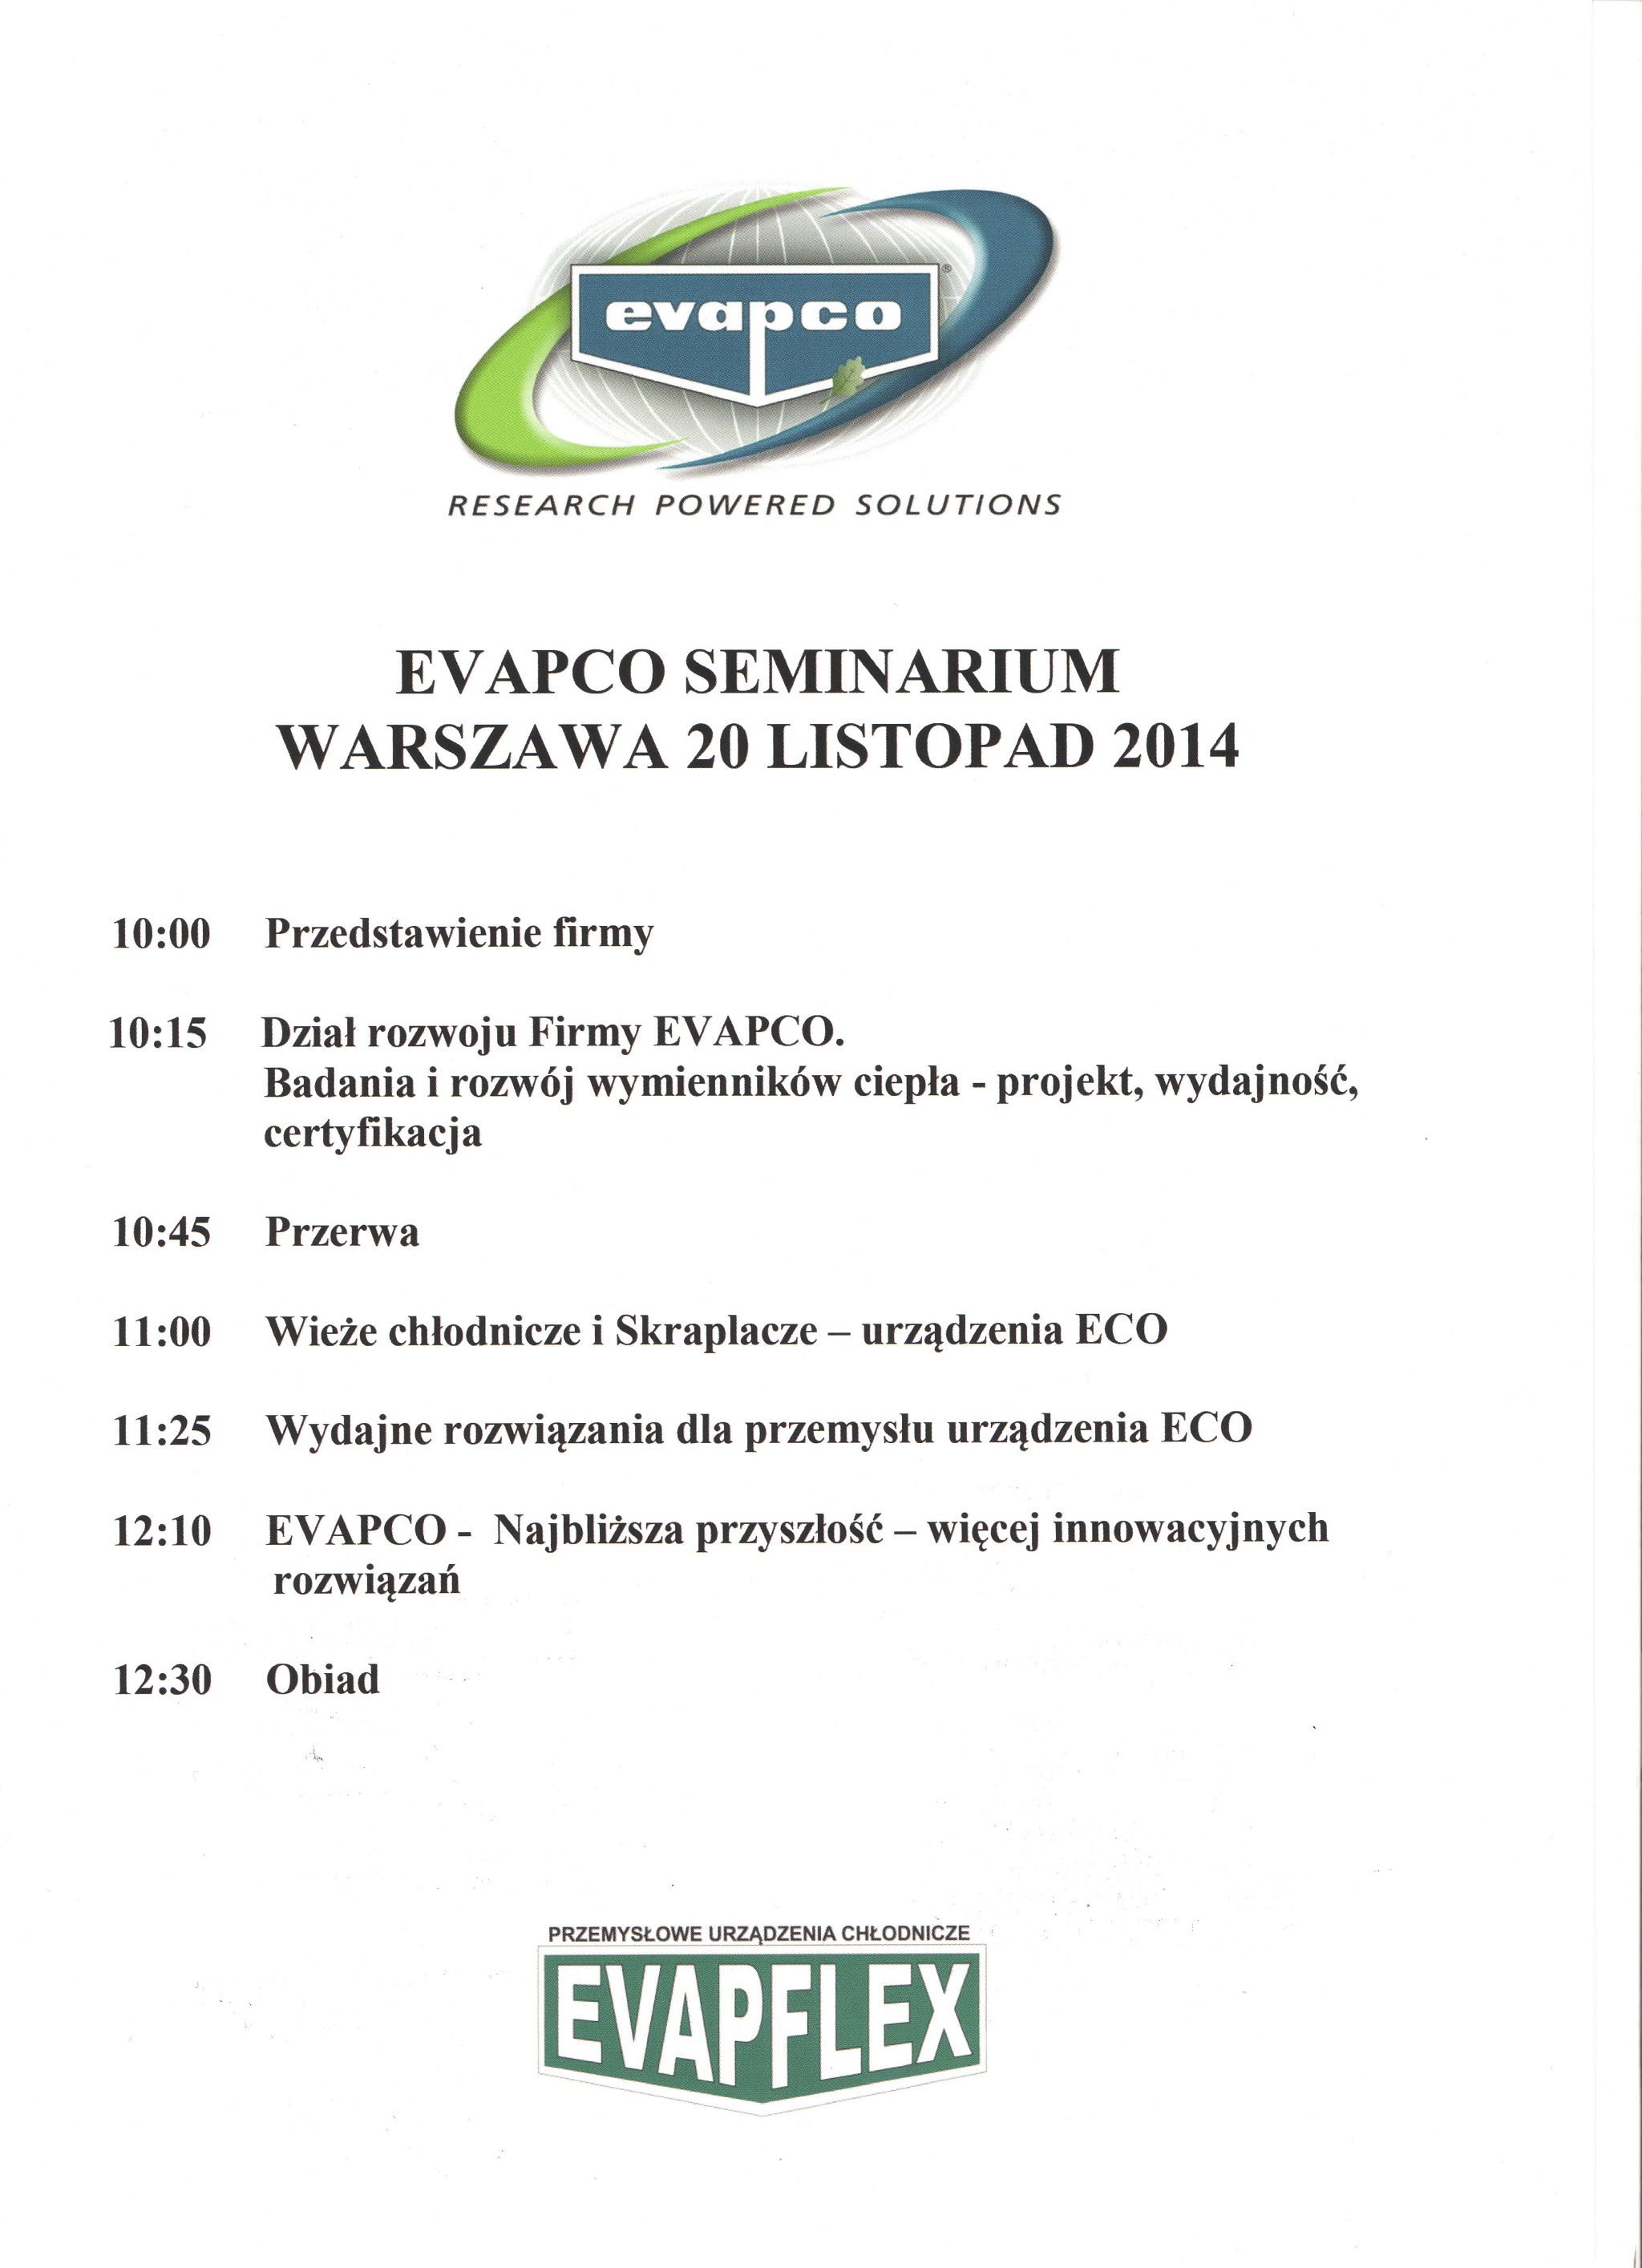 evapco®
RESEARCH POWERED SOLUTIONS
EVAPCO SEMINARIUM
WARSZAWA 20 LISTOPAD 2014
10:00 Przedstawienie firmy
10:15 Dział rozwoju Firmy EVAPCO.
Badania i rozwój wymienników ciepła - projekt, wydajność,
certyfikacja
10:45 Przerwa
11:00 Wieże chłodnicze i Skraplacze – urządzenia ECO
11:25 Wydajne rozwiązania dla przemysłu urządzenia ECO
12:10 EVAPCO - Najbliższa przyszłość – więcej innowacyjnych
rozwiązań
12:30 Obiad
PRZEMYSŁOWE URZĄDZENIA CHŁODNICZE
EVAPFLEX